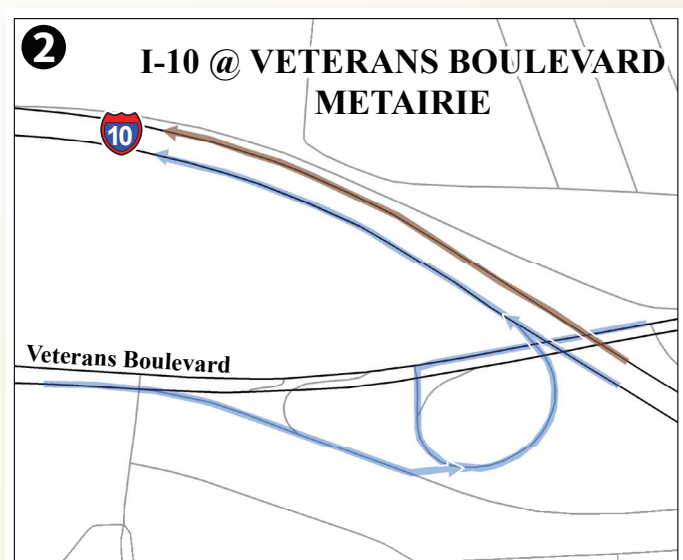 2
I-10 @ VETERANS BOULEVARD
METAIRIE
10
Veterans Boulevard